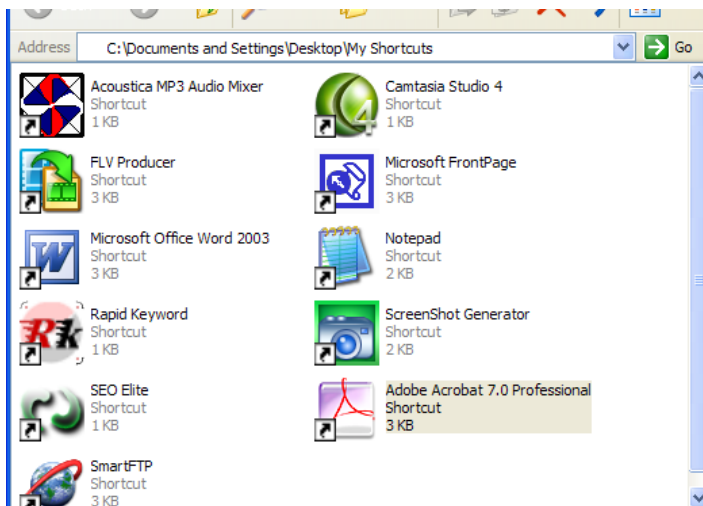 Address C:\Documents and Settings\Desktop\My Shortcuts Go
Acoustica MP3 Audio Mixer
Shortcut
1 KB
Camtasia Studio 4
Shortcut
1 KB
FLV Producer
Shortcut
3 KB
Microsoft FrontPage
Shortcut
3 KB
Microsoft Office Word 2003
Shortcut
3 KB
Notepad
Shortcut
2 KB
Rapid Keyword
Shortcut
1 KB
ScreenShot Generator
Shortcut
2 KB
SEO Elite
Shortcut
1 KB
Adobe Acrobat 7.0 Professional
Shortcut
3 KB
SmartFTP
Shortcut
3 KB